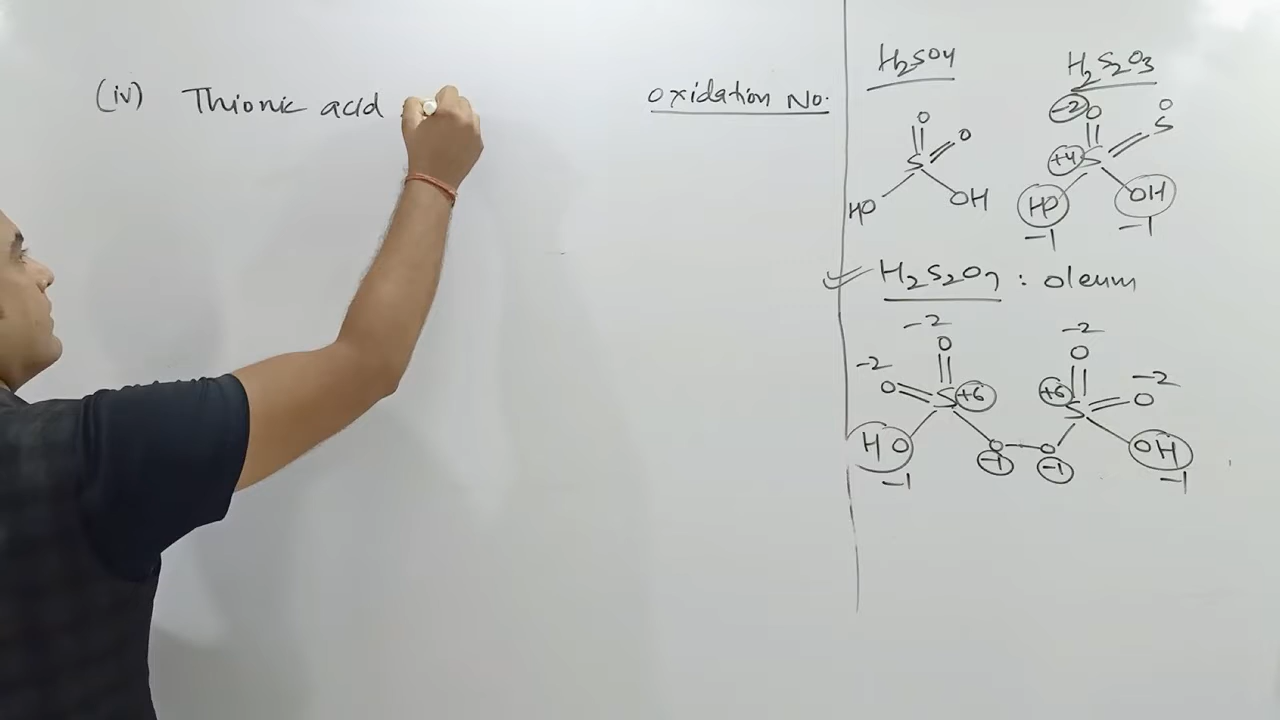 (iv) Thionic acid
Oxidation No.
H2SO4
O
O
S
HO
OH
H2S2O3
-2 O
O
S
+4 S
HO
OH
-1
-1
H2S2O7 : Oleum
-2
-2
O
O
-2
-2
O
S +6
+6 S
O
HO
O
O
OH
-1
-1
-1
-1